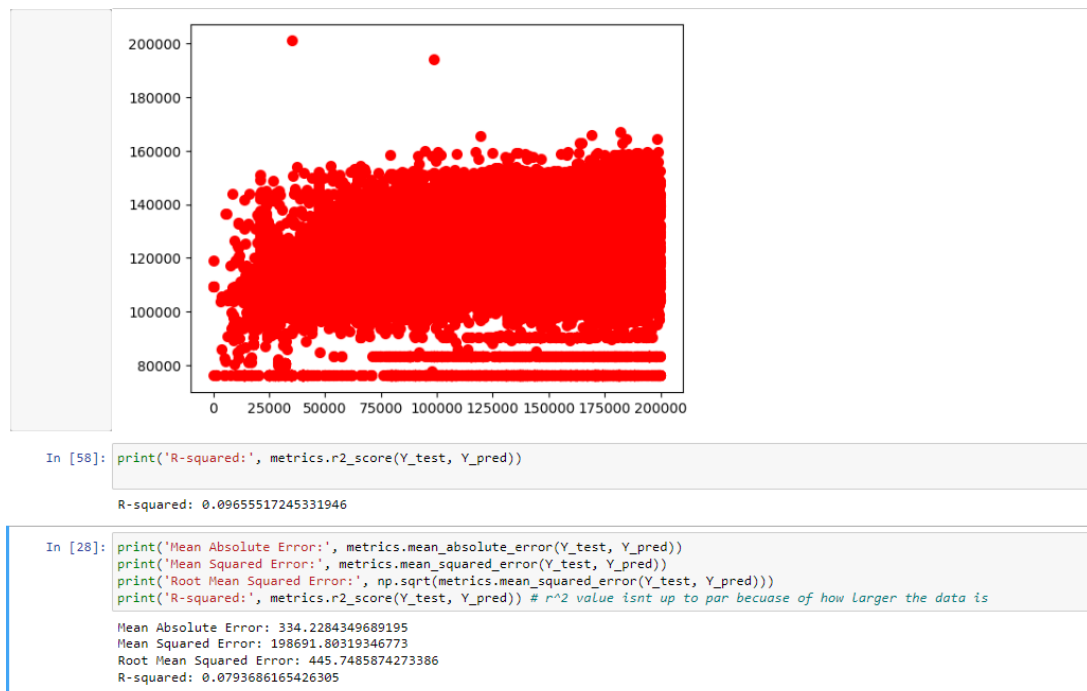 200000
180000
160000
140000
120000
100000
80000
0 25000 50000 75000 100000 125000 150000 175000 200000
In [58]: print('R-squared:', metrics.r2_score(Y_test, Y_pred))
R-squared: 0.09655517245331946
In [28]: print('Mean Absolute Error:', metrics.mean_absolute_error(Y_test, Y_pred))
print('Mean Squared Error:', metrics.mean_squared_error(Y_test, Y_pred))
print('Root Mean Squared Error:', np.sqrt(metrics.mean_squared_error(Y_test, Y_pred)))
print('R-squared:', metrics.r2_score(Y_test, Y_pred)) # r^2 value isnt up to par becuase of how larger the data is
Mean Absolute Error: 334.2284349689195
Mean Squared Error: 198691.80319346773
Root Mean Squared Error: 445.7485874273386
R-squared: 0.0793686165426305